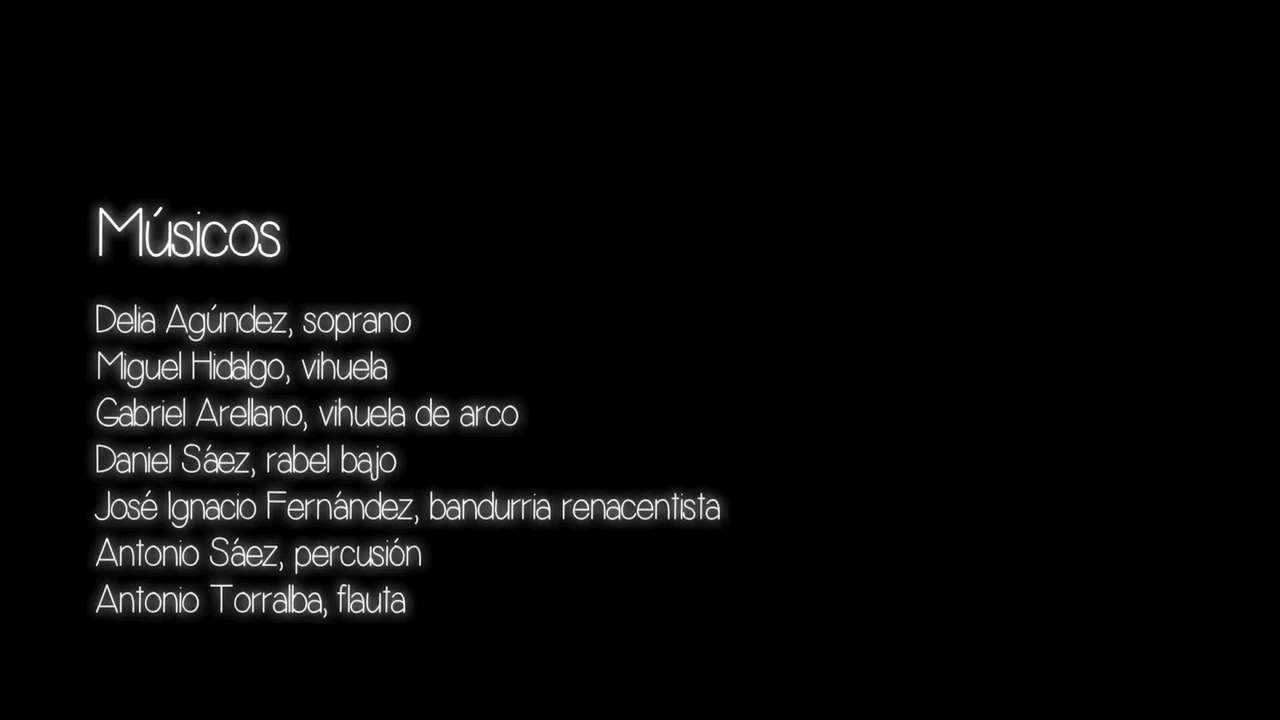 Músicos
Delia Agúndez, soprano
Miguel Hidalgo, vihuela
Gabriel Arellano, vihuela de arco
Daniel Sáez, rabel bajo
José Ignacio Fernández, bandurria renacentista
Antonio Sáez, percusión
Antonio Torralba, flauta